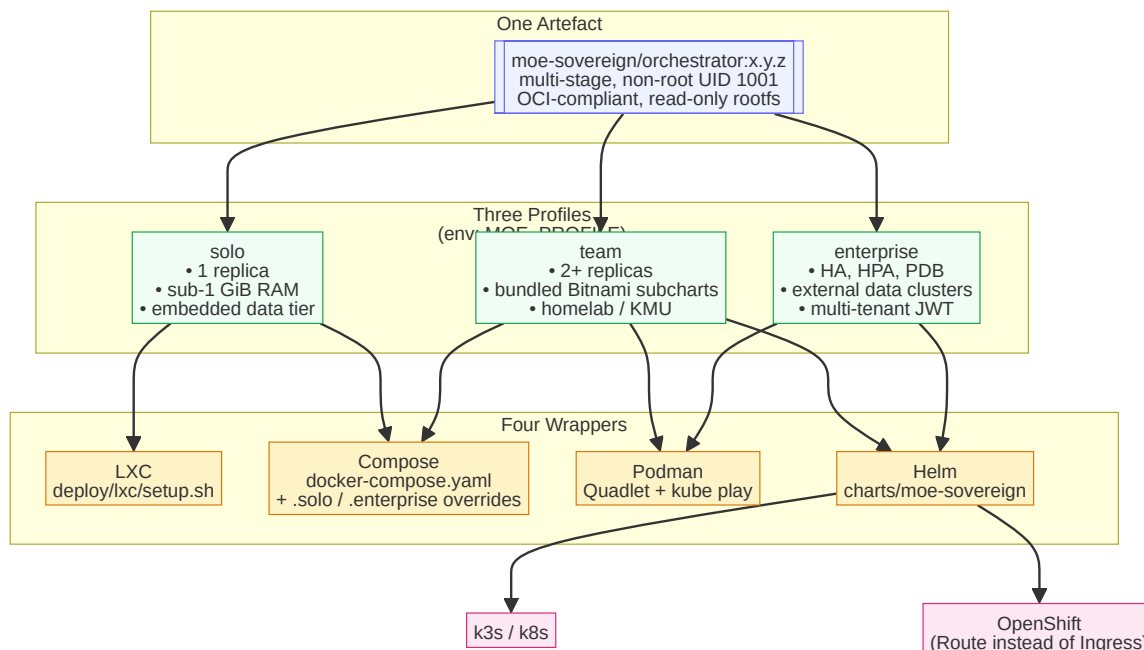 One Artefact
moe-sovereign/orchestrator:x.y.z
multi-stage, non-root UID 1001
OCI-compliant, read-only rootfs
Three Profiles
(env: MOE_PROFILE)
solo
• 1 replica
• sub-1 GiB RAM
• embedded data tier
team
• 2+ replicas
• bundled Bitnami subcharts
• homelab / KMU
enterprise
• HA, HPA, PDB
• external data clusters
• multi-tenant JWT
Four Wrappers
LXC
deploy/lxc/setup.sh
Compose
docker-compose.yaml
+ .solo / .enterprise overrides
Podman
Quadlet + kube play
Helm
charts/moe-sovereign
k3s / k8s
OpenShift
(Route instead of Ingress)